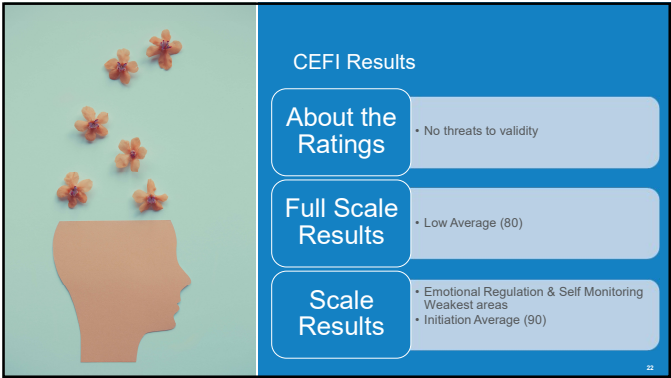 CEFI Results
About the
Ratings
• No threats to validity
Full Scale
Results
• Low Average (80)
Scale
Results
• Emotional Regulation & Self Monitoring
Weakest areas
• Initiation Average (90)
22